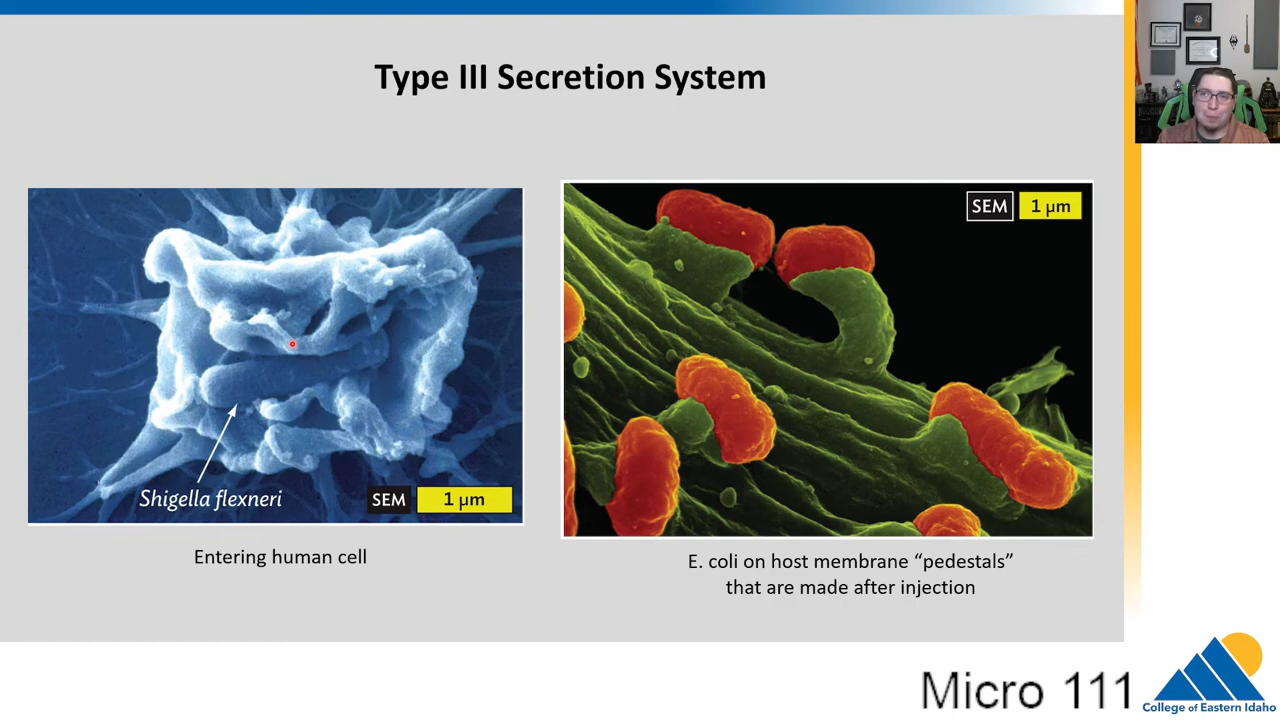 Type III Secretion System
Shigella flexneri
SEM 1 µm
Entering human cell
SEM 1 µm
E. coli on host membrane “pedestals”
that are made after injection
Micro 111
College of Eastern Idaho